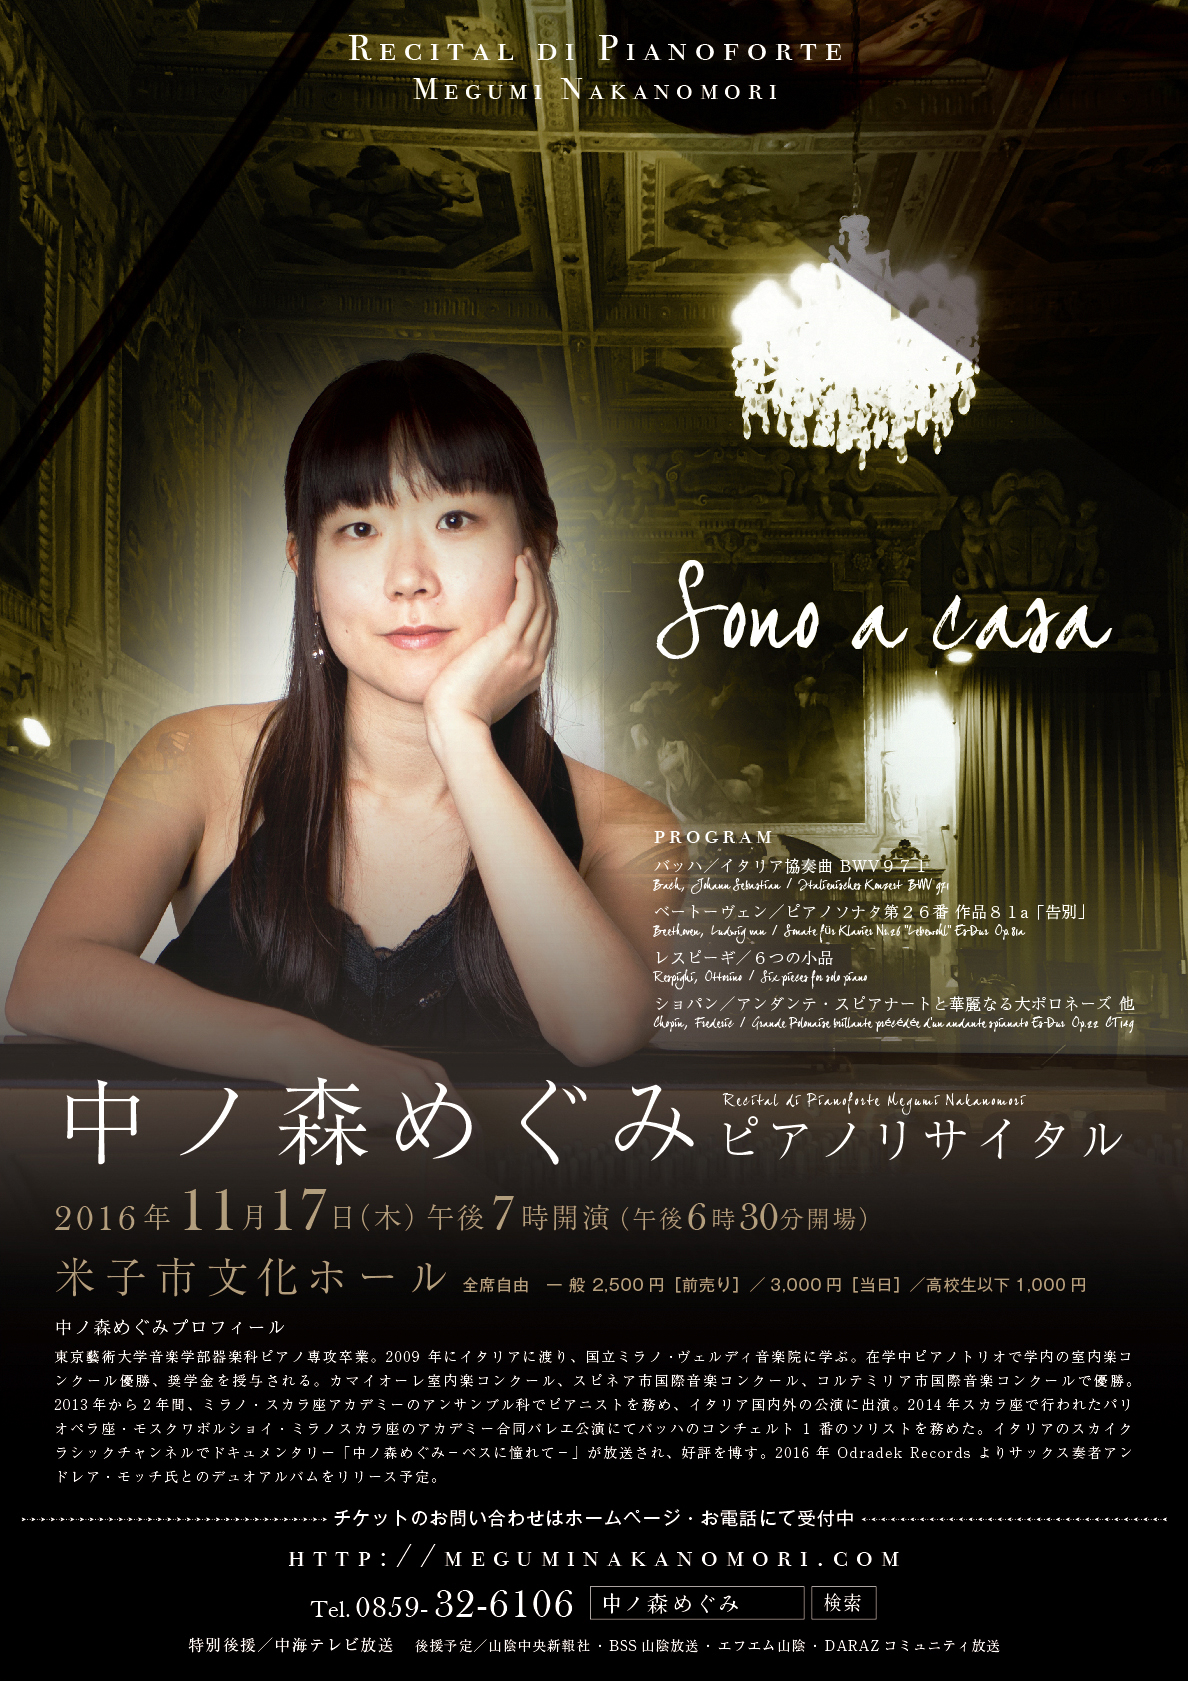 RECITAL DI PIANOFORTE
MEGUMI NAKANOMORI
Sono a casa
PROGRAM
バッハ／イタリア協奏曲 BWV９７１
Bach, Johann Sebastian / Italienisches Konzert BWV 971
ベートーヴェン／ピアノソナタ第２６番 作品８１a「告別」
Beethoven, Ludwig van / Sonate für Klavier Nr.26 "Lebewohl" Es-Dur Op.81a
レスピーギ／６つの小品
Respighi, Ottorino / Six pieces for solo piano
ショパン／アンダンテ・スピアナートと華麗なる大ポロネーズ 他
Chopin, Frederic / Grande Polonaise brillante précédée d'un andante spianato Es-Dur Op.22 CT149
中ノ森めぐみ
Recital di Pianoforte Megumi Nakanomori
ピアノリサイタル
2016年11月17日（木）午後7時開演（午後6時30分開場）
米子市文化ホール 全席自由 一般 2,500円［前売り］／3,000円［当日］／高校生以下 1,000円
中ノ森めぐみプロフィール
東京藝術大学音楽学部器楽科ピアノ専攻卒業。2009 年にイタリアに渡り、国立ミラノ・ヴェルディ音楽院に学ぶ。在学中ピアノトリオで学内の室内楽コ
ンクール優勝、奨学金を授与される。カマイオーレ室内楽コンクール、スピネア市国際音楽コンクール、コルテミリア市国際音楽コンクールで優勝。
2013年から2年間、ミラノ・スカラ座アカデミーのアンサンブル科でピアニストを務め、イタリア国内外の公演に出演。2014年スカラ座で行われたパリ
オペラ座・モスクワボルショイ・ミラノスカラ座のアカデミー合同バレエ公演にてバッハのコンチェルト 1 番のソリストを務めた。イタリアのスカイク
ラシックチャンネルでドキュメンタリー「中ノ森めぐみ－ベスに憧れて－」が放送され、好評を博す。2016 年 Odradek Records よりサックス奏者アン
ドレア・モッチ氏とのデュオアルバムをリリース予定。
チケットのお問い合わせはホームページ・お電話にて受付中
HTTP://MEGUMINAKANOMORI.COM
Tel. 0859-32-6106 中ノ森めぐみ 検索
特別後援／中海テレビ放送 後援予定／山陰中央新報社・BSS山陰放送・エフエム山陰・DARAZコミュニティ放送